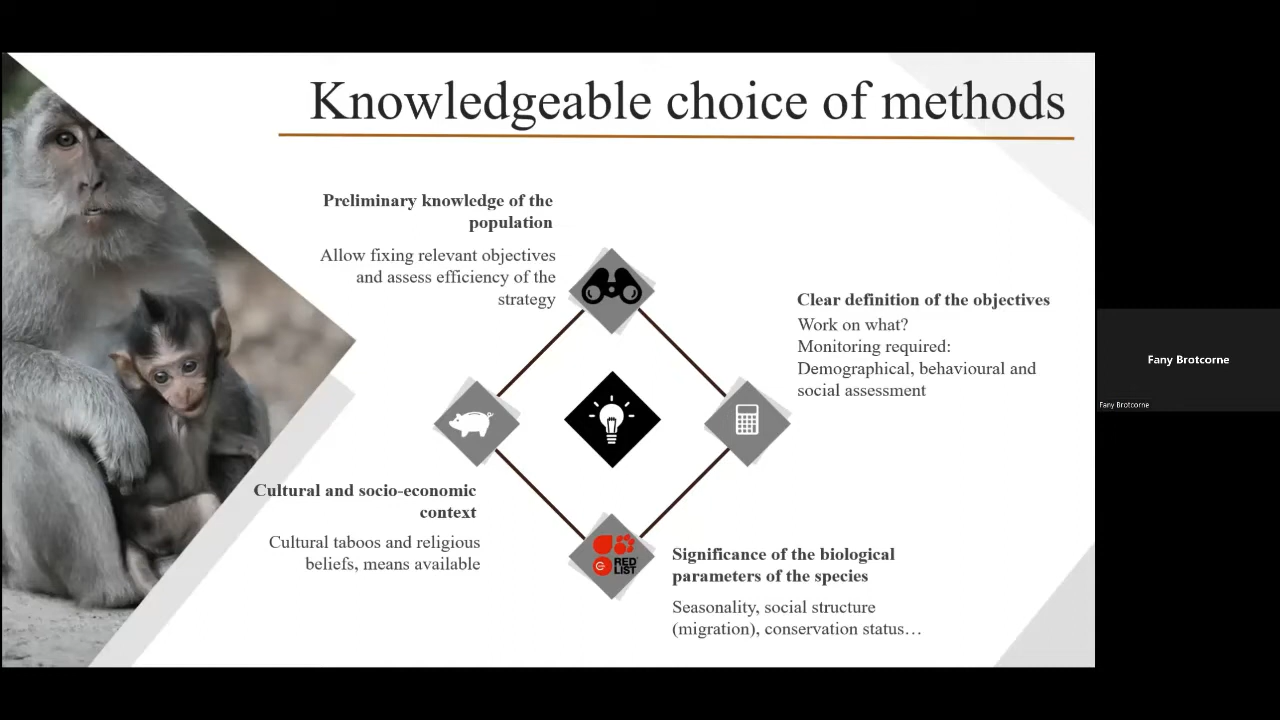 Knowledgeable choice of methods
Preliminary knowledge of the
population
Allow fixing relevant objectives
and assess efficiency of the
strategy
Clear definition of the objectives
Work on what?
Monitoring required:
Demographical, behavioural and
social assessment
Cultural and socio-economic
context
Cultural taboos and religious
beliefs, means available
RED
LIST
Significance of the biological
parameters of the species
Seasonality, social structure
(migration), conservation status…
Fany Brotcorne
Fany Brotcorne